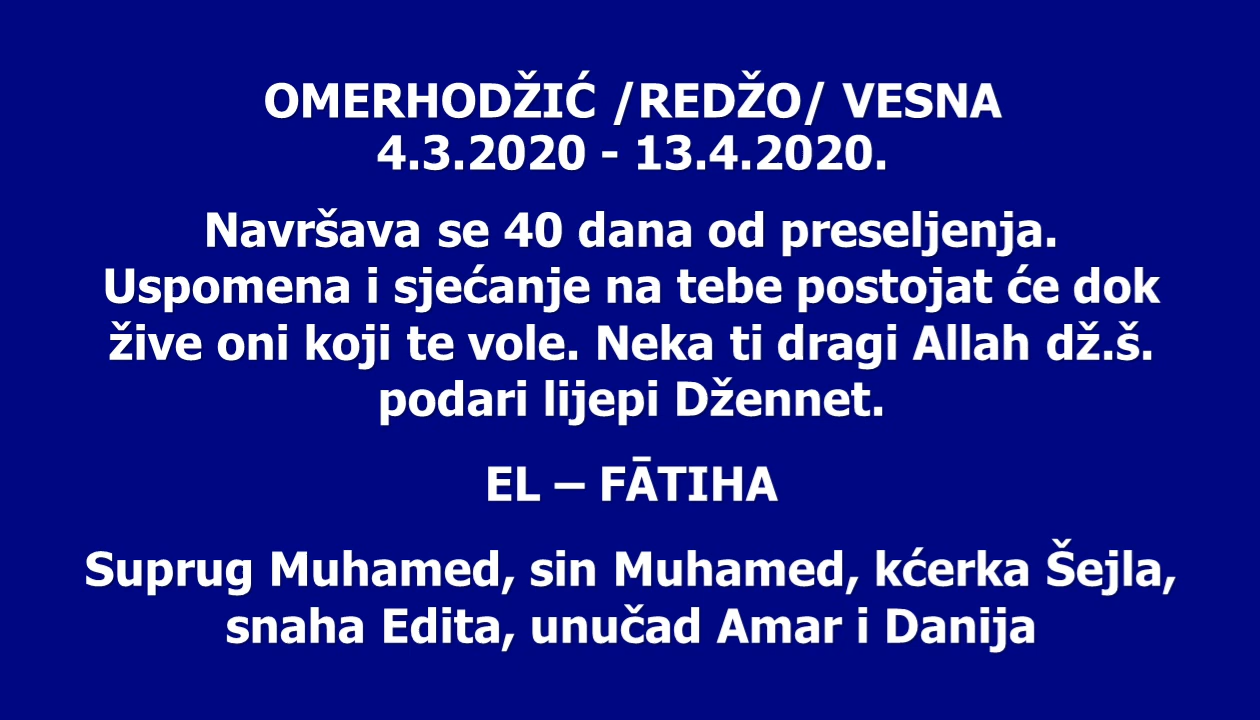 OMERHODŽIĆ /REDŽO/ VESNA
4.3.2020 - 13.4.2020.
Navršava se 40 dana od preseljenja.
Uspomena i sjećanje na tebe postojat će dok
žive oni koji te vole. Neka ti dragi Allah dž.š.
podari lijepi Džennet.
EL – FĀTIHA
Suprug Muhamed, sin Muhamed, kćerka Šejla,
snaha Edita, unučad Amar i Danija